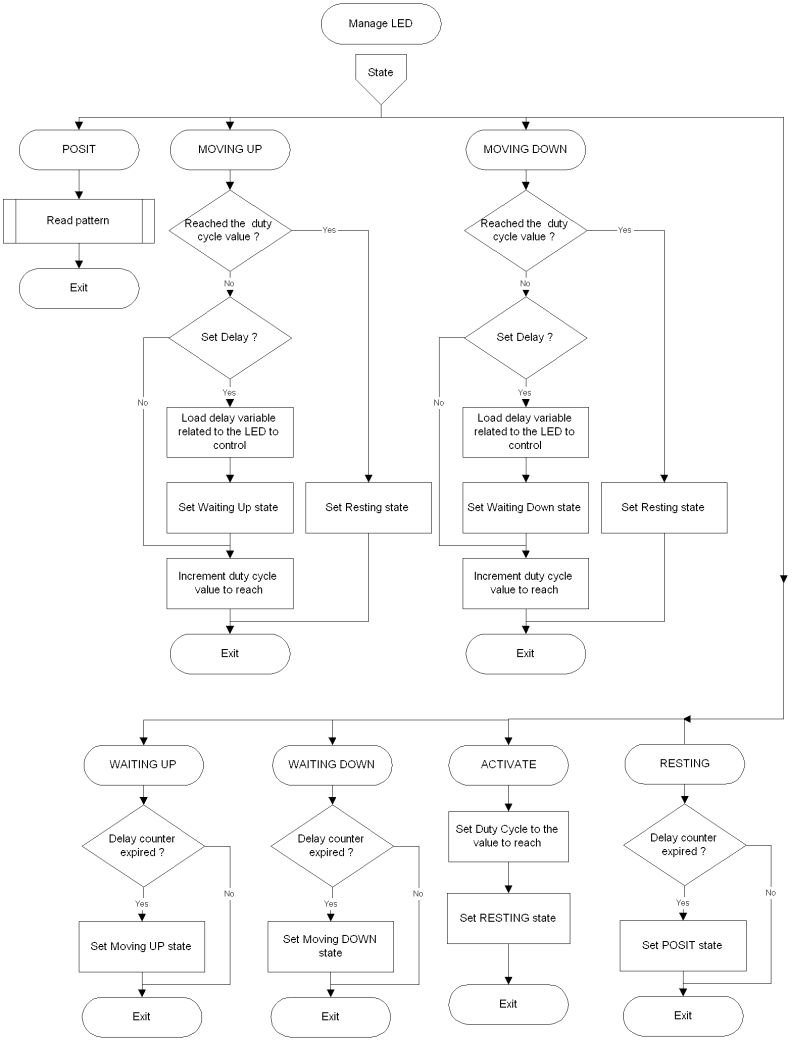 Manage LED
State
POSIT
MOVING UP
MOVING DOWN
Read pattern
Reached the duty
cycle value ?
Yes
Reached the duty
cycle value ?
Yes
Exit
No
No
Set Delay ?
Set Delay ?
No
Yes
No
Yes
Load delay variable
related to the LED to
control
Load delay variable
related to the LED to
control
Set Waiting Up state
Set Resting state
Set Waiting Down state
Set Resting state
Increment duty cycle
value to reach
Increment duty cycle
value to reach
Exit
Exit
WAITING UP
WAITING DOWN
ACTIVATE
RESTING
Delay counter
expired ?
Delay counter
expired ?
Set Duty Cycle to the
value to reach
Delay counter
expired ?
Yes
No
Yes
No
Yes
No
Set Moving UP state
Set Moving DOWN
state
Set RESTING state
Set POSIT state
Exit
Exit
Exit
Exit